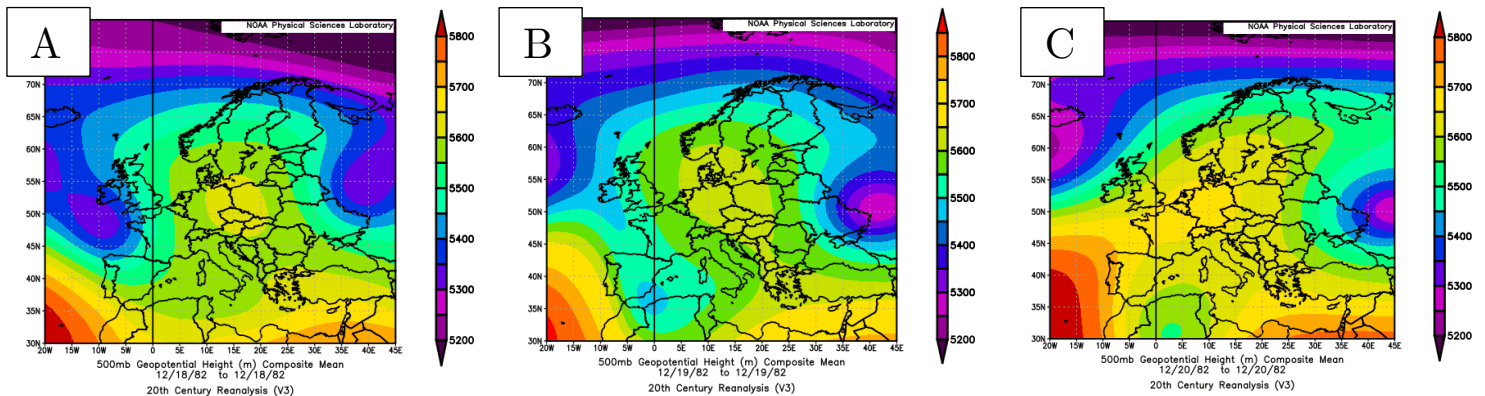 A
NOAA Physical Sciences Laboratory
70N
65N
60N
55N
50N
45N
40N
35N
30N
20W 15W 10W 5W 0 5E 10E 15E 20E 25E 30E 35E 40E 45E
5800
5700
5600
5500
5400
5300
5200
500mb Geopotential Height (m) Composite Mean
12/18/82 to 12/18/82
20th Century Reanalysis (V3)
B
NOAA Physical Sciences Laboratory
70N
65N
60N
55N
50N
45N
40N
35N
30N
20W 15W 10W 5W 0 5E 10E 15E 20E 25E 30E 35E 40E 45E
5800
5700
5600
5500
5400
5300
5200
500mb Geopotential Height (m) Composite Mean
12/19/82 to 12/19/82
20th Century Reanalysis (V3)
C
NOAA Physical Sciences Laboratory
70N
65N
60N
55N
50N
45N
40N
35N
30N
20W 15W 10W 5W 0 5E 10E 15E 20E 25E 30E 35E 40E 45E
5800
5700
5600
5500
5400
5300
5200
500mb Geopotential Height (m) Composite Mean
12/20/82 to 12/20/82
20th Century Reanalysis (V3)